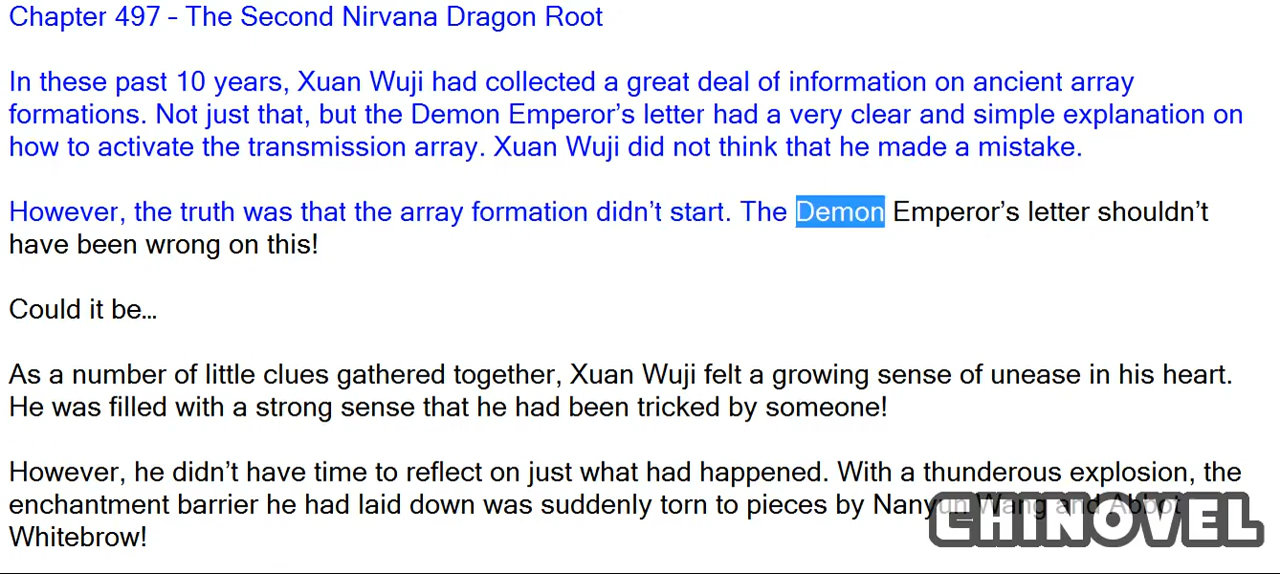 Chapter 497 – The Second Nirvana Dragon Root
In these past 10 years, Xuan Wuji had collected a great deal of information on ancient array
formations. Not just that, but the Demon Emperor’s letter had a very clear and simple explanation on
how to activate the transmission array. Xuan Wuji did not think that he made a mistake.
However, the truth was that the array formation didn’t start. The Demon Emperor’s letter shouldn’t
have been wrong on this!
Could it be…
As a number of little clues gathered together, Xuan Wuji felt a growing sense of unease in his heart.
He was filled with a strong sense that he had been tricked by someone!
However, he didn’t have time to reflect on just what had happened. With a thunderous explosion, the
enchantment barrier he had laid down was suddenly torn to pieces by Nanyun Wang and Abbot
Whitebrow!
CHINOVEL